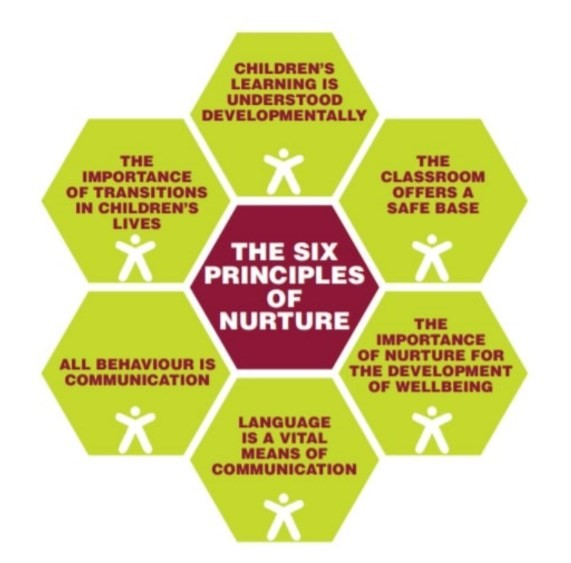 CHILDREN'S
LEARNING IS
UNDERSTOOD
DEVELOPMENTALLY
THE
CLASSROOM
OFFERS A
SAFE BASE
THE
IMPORTANCE
OF NURTURE FOR
THE DEVELOPMENT
OF WELLBEING
LANGUAGE
IS A VITAL
MEANS OF
COMMUNICATION
ALL BEHAVIOUR IS
COMMUNICATION
THE
IMPORTANCE
OF TRANSITIONS
IN CHILDREN'S
LIVES
THE SIX
PRINCIPLES
OF
NURTURE